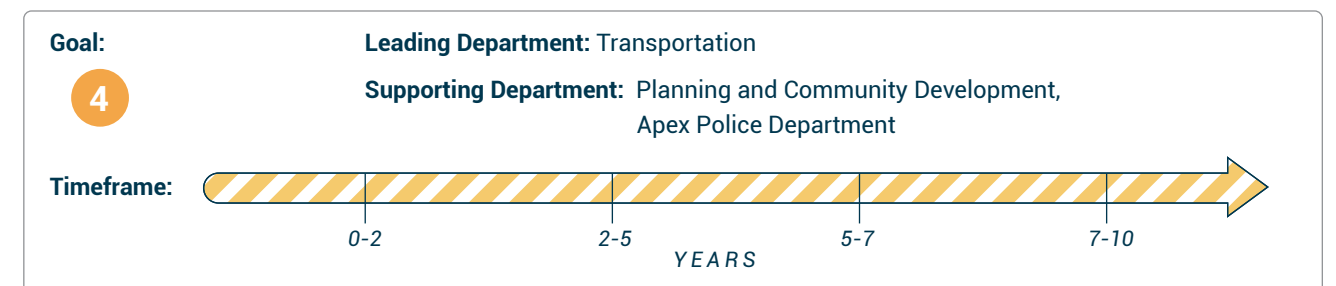 Goal:
Leading Department: Transportation
4
Supporting Department: Planning and Community Development,
Apex Police Department
Timeframe:
0-2
2-5
5-7
7-10
YEARS